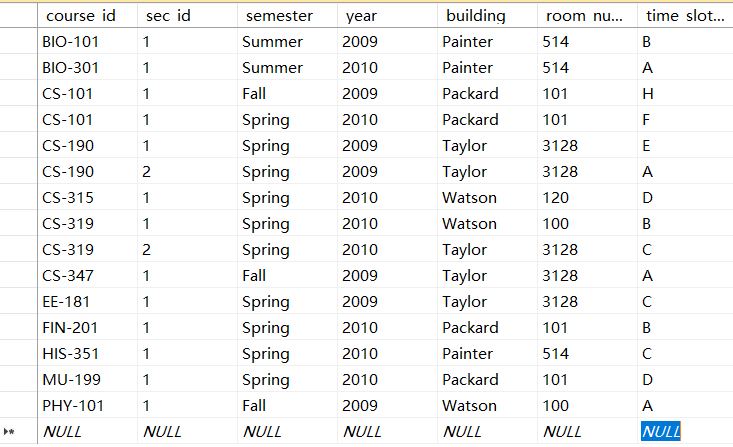 course id sec id semester year building room nu... time slot...
BIO-101 1 Summer 2009 Painter 514 B
BIO-301 1 Summer 2010 Painter 514 A
CS-101 1 Fall 2009 Packard 101 H
CS-101 1 Spring 2010 Packard 101 F
CS-190 1 Spring 2009 Taylor 3128 E
CS-190 2 Spring 2009 Taylor 3128 A
CS-315 1 Spring 2010 Watson 120 D
CS-319 1 Spring 2010 Watson 100 B
CS-319 2 Spring 2010 Taylor 3128 C
CS-347 1 Fall 2009 Taylor 3128 A
EE-181 1 Spring 2009 Taylor 3128 C
FIN-201 1 Spring 2010 Packard 101 B
HIS-351 1 Spring 2010 Painter 514 C
MU-199 1 Spring 2010 Packard 101 D
PHY-101 1 Fall 2009 Watson 100 A
NULL NULL NULL NULL NULL NULL NULL